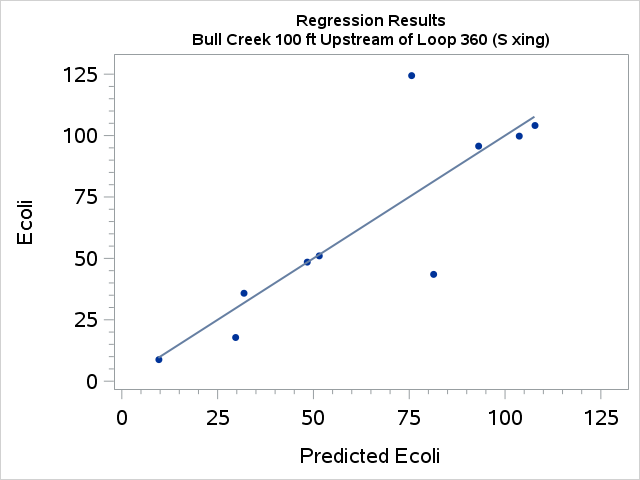 Regression Results
Bull Creek 100 ft Upstream of Loop 360 (S xing)
125
100
75
50
25
0
Ecoli
0 25 50 75 100 125
Predicted Ecoli